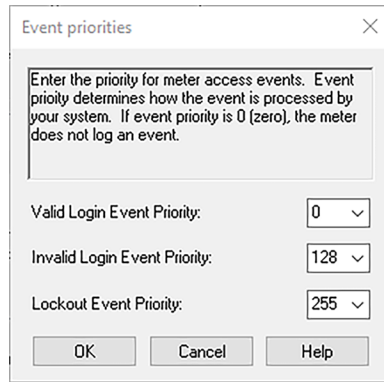 Event priorities
Enter the priority for meter access events. Event
prioity determines how the event is processed by
your system. If event priority is 0 (zero), the meter
does not log an event.
Valid Login Event Priority: 0
Invalid Login Event Priority: 128
Lockout Event Priority: 255
OK Cancel Help